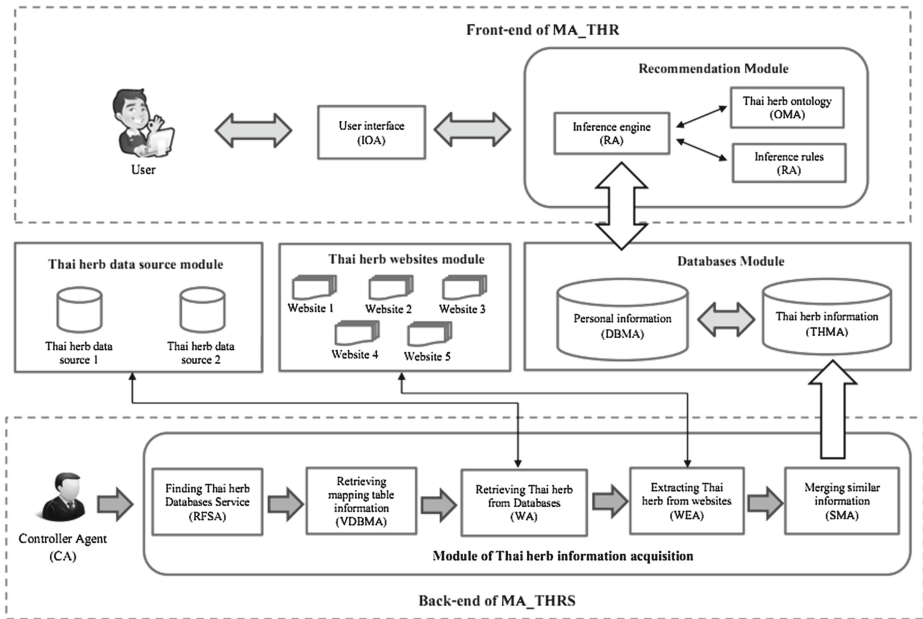 Front-end of MA_THR
Recommendation Module
User
User interface
(IOA)
Inference engine
(RA)
Thai herb ontology
(OMA)
Inference rules
(RA)
Thai herb data source module
Thai herb data
source 1
Thai herb data
source 2
Thai herb websites module
Website 1
Website 2
Website 3
Website 4
Website 5
Databases Module
Personal information
(DBMA)
Thai herb information
(THMA)
Controller Agent
(CA)
Finding Thai herb
Databases Service
(RFSA)
Retrieving
mapping table
information
(VDBMA)
Retrieving Thai herb
from Databases
(WA)
Extracting Thai
herb from websites
(WEA)
Merging similar
information
(SMA)
Module of Thai herb information acquisition
Back-end of MA_THRS